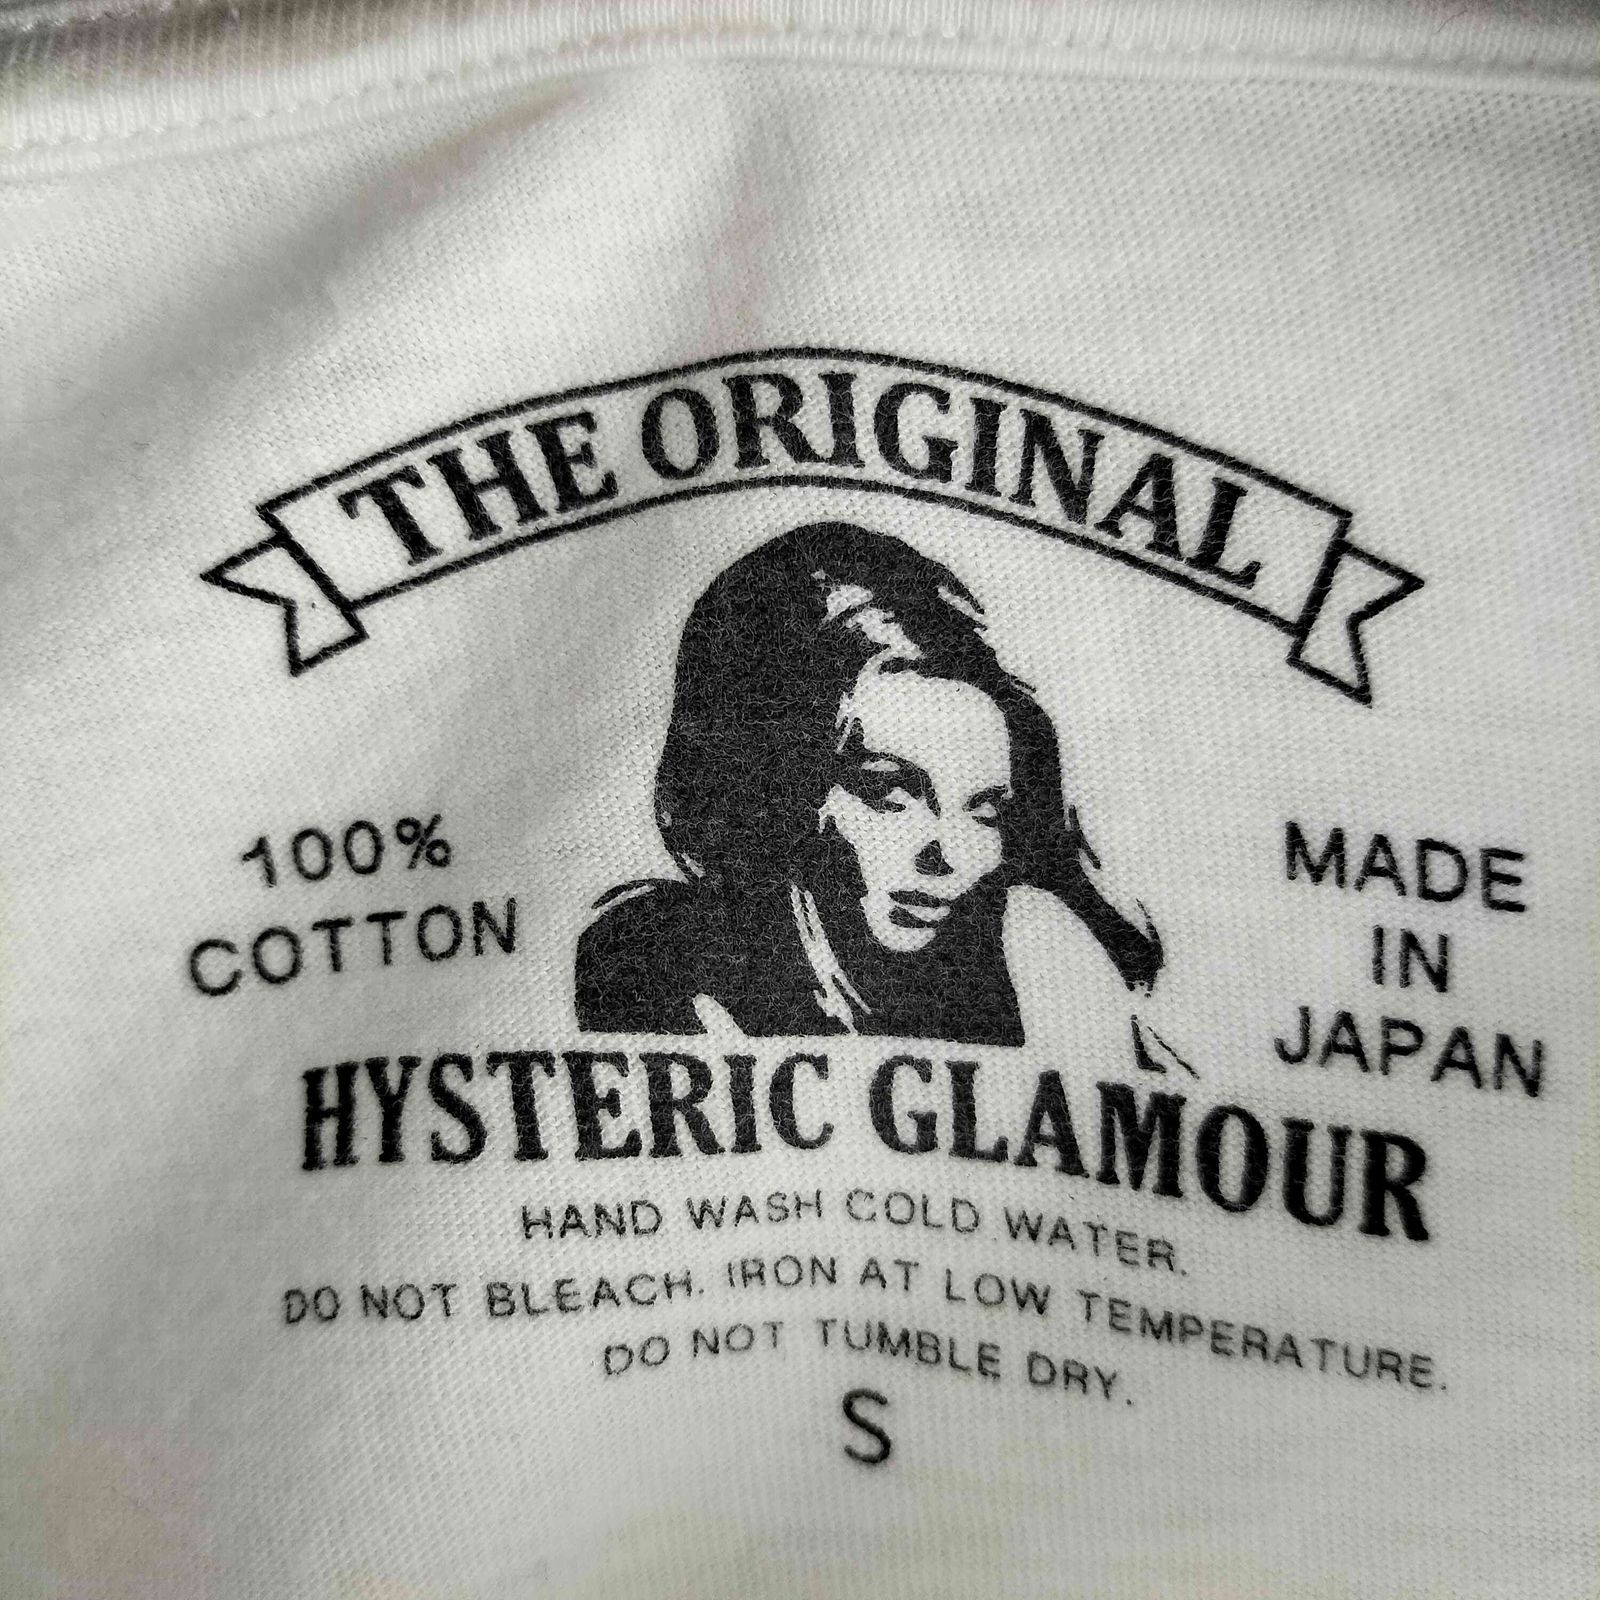 THE ORIGINAL
100%
COTTON
MADE
IN
JAPAN
HYSTERIC GLAMOUR
HAND WASH COLD WATER.
DO NOT BLEACH. IRON AT LOW TEMPERATURE.
DO NOT TUMBLE DRY.
S